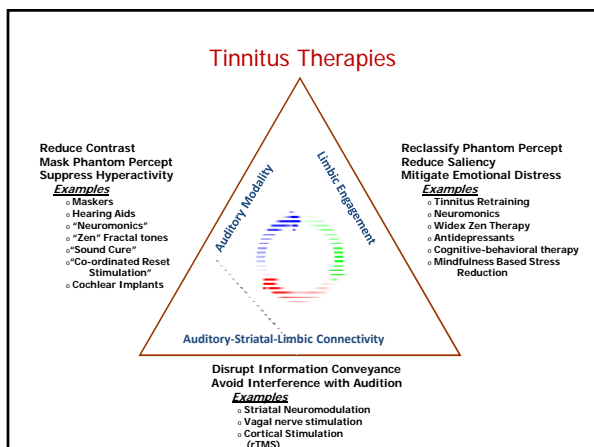 Tinnitus Therapies
Reduce Contrast
Mask Phantom Percept
Suppress Hyperactivity
Examples
o Maskers
o Hearing Aids
o "Neuromonics"
o "Zen" Fractal tones
o "Sound Cure"
o "Co-ordinated Reset
Stimulation"
o Cochlear Implants
Auditory Modality
Limbic Engagement
Reclassify Phantom Percept
Reduce Saliency
Mitigate Emotional Distress
Examples
o Tinnitus Retraining
o Neuromonics
o Widex Zen Therapy
o Antidepressants
o Cognitive-behavioral therapy
o Mindfulness Based Stress
Reduction
Auditory-Striatal-Limbic Connectivity
Disrupt Information Conveyance
Avoid Interference with Audition
Examples
o Striatal Neuromodulation
o Vagal nerve stimulation
o Cortical Stimulation
(rTMS)